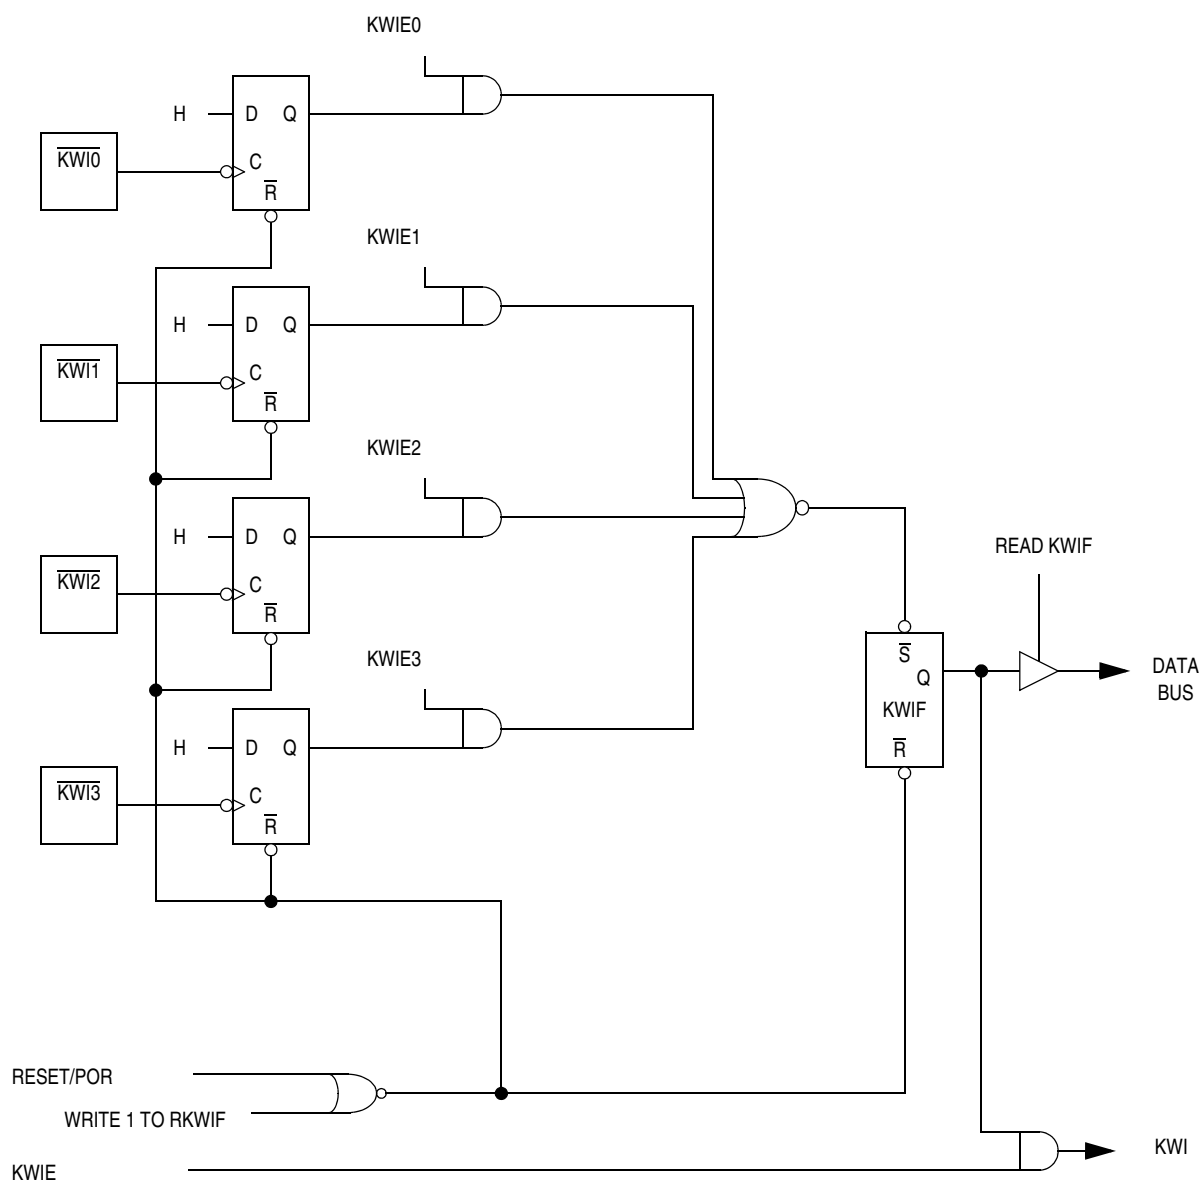 KWIE0
H D Q
KWI0
C
R
KWIE1
H D Q
KWI1
C
R
KWIE2
H D Q
KWI2
C
R
KWIE3
H D Q
KWI3
C
R
READ KWIF
S
Q
KWIF
R
DATA
BUS
RESET/POR
WRITE 1 TO RKWIF
KWIE
KWI